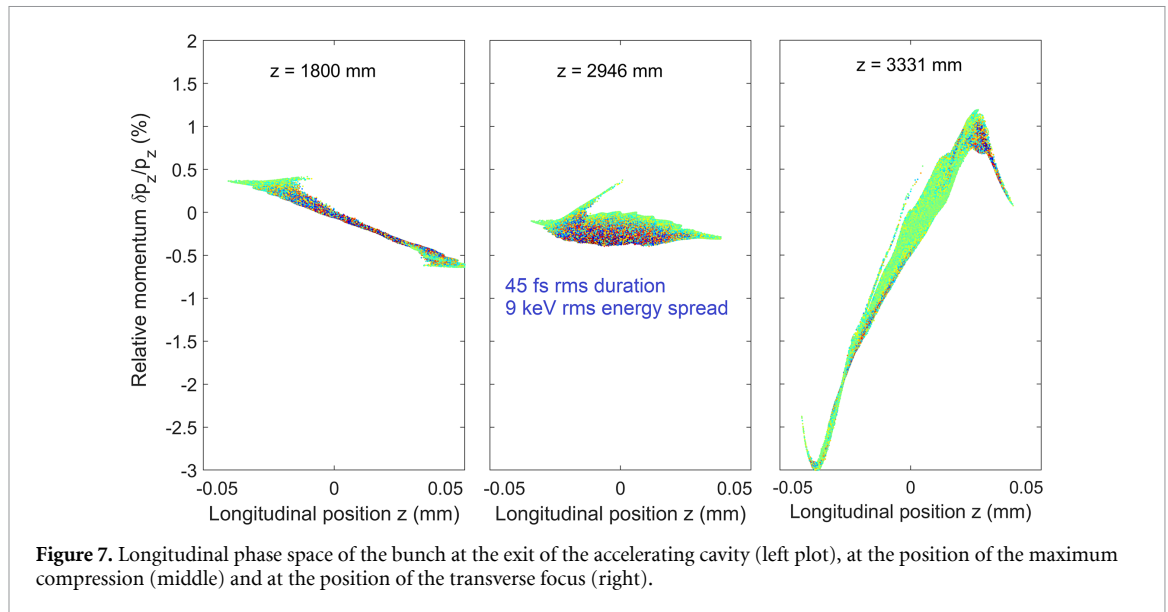 z = 1800 mm
z = 2946 mm
z = 3331 mm
45 fs rms duration
9 keV rms energy spread
Relative momentum δp_z/p_z (%)
2
1.5
1
0.5
0
-0.5
-1
-1.5
-2
-2.5
-3
-0.05 0 0.05
-0.05 0 0.05
-0.05 0 0.05
Longitudinal position z (mm)
Longitudinal position z (mm)
Longitudinal position z (mm)
Figure 7. Longitudinal phase space of the bunch at the exit of the accelerating cavity (left plot), at the position of the maximum
compression (middle) and at the position of the transverse focus (right).